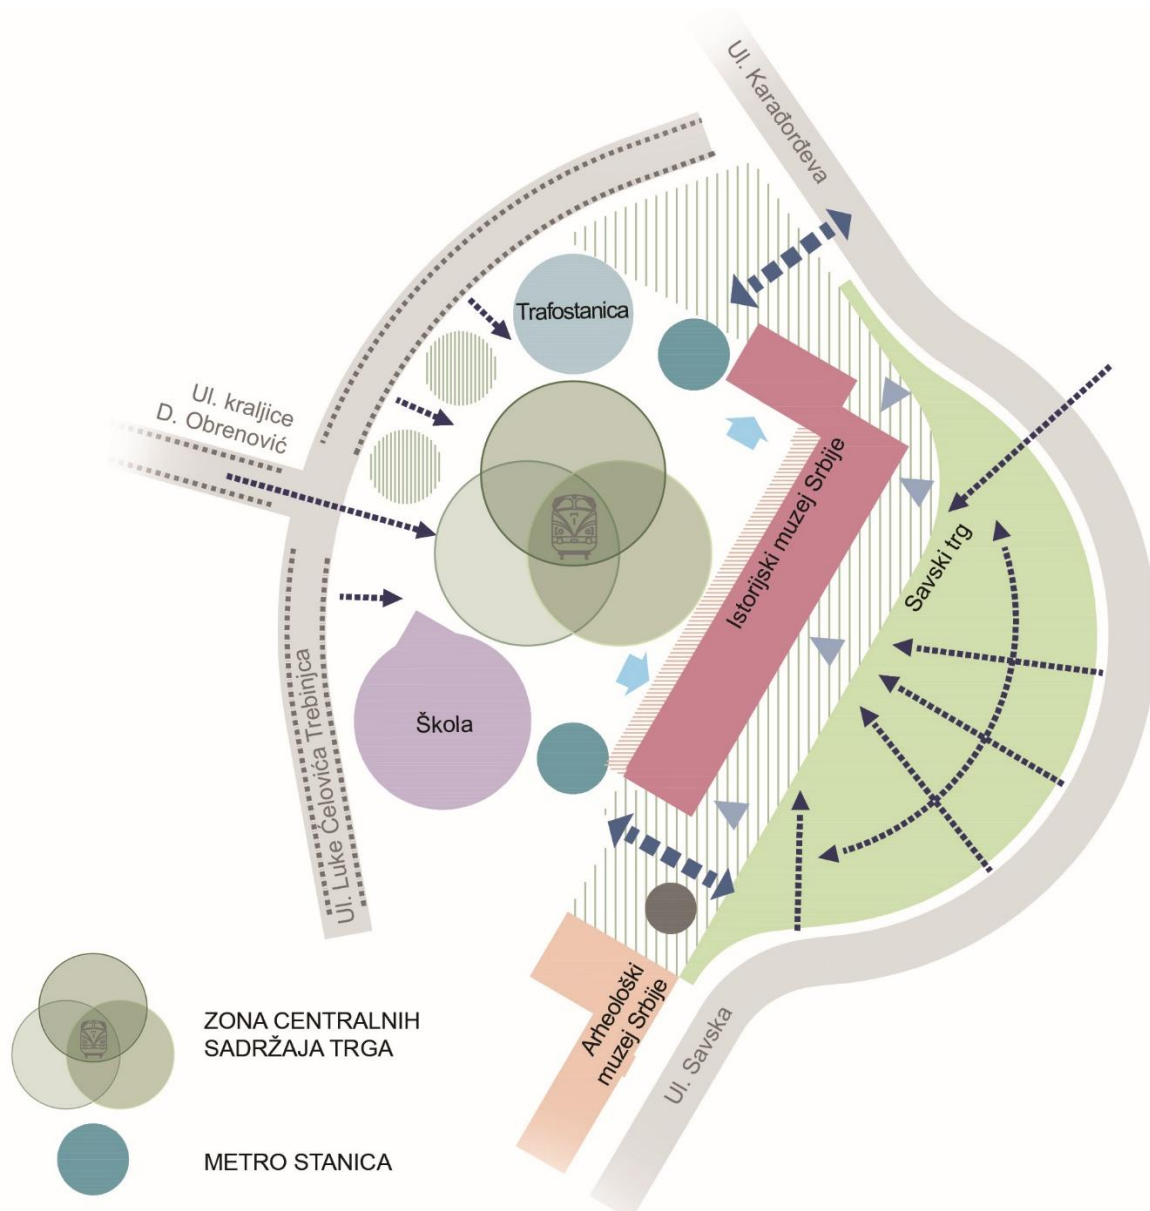 Ul. Karađorđeva
Trafostanica
Ul. kraljice
D. Obrenović
Istorijski muzej Srbije
Savski trg
Škola
Ul. Luke Ćelovića Trebinjca
Arheološki
muzej Srbije
Ul. Savska
ZONA CENTRALNIH
SADRŽAJA TRGA
METRO STANICA